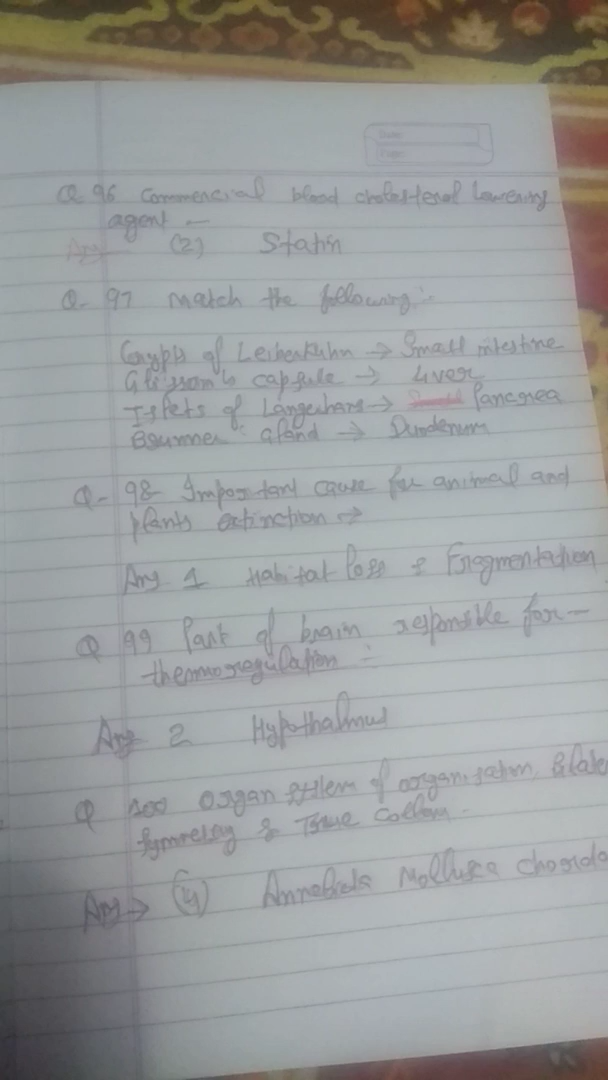 Q 96 Commercial blood cholesterol lowering
agent –
Ans (2) Statin
Q- 97 Match the following :-
Crypts of Leiberkuhn → Small intestine
Glisson's capsule → Liver
Islets of Langerhans → Pancrea
Brunner gland → Duodenum
Q- 98 Important cause for animal and
plants extinction →
Ans 1 Habitat loss & Fragmentation
Q 99 Part of brain responsible for –
thermoregulation :-
Ans 2 Hypothalmus
Q 100 Organ system of organisation, Bilate
Symmetry & True Coelom.
Ans → (4) Annelida Mollusca chorda